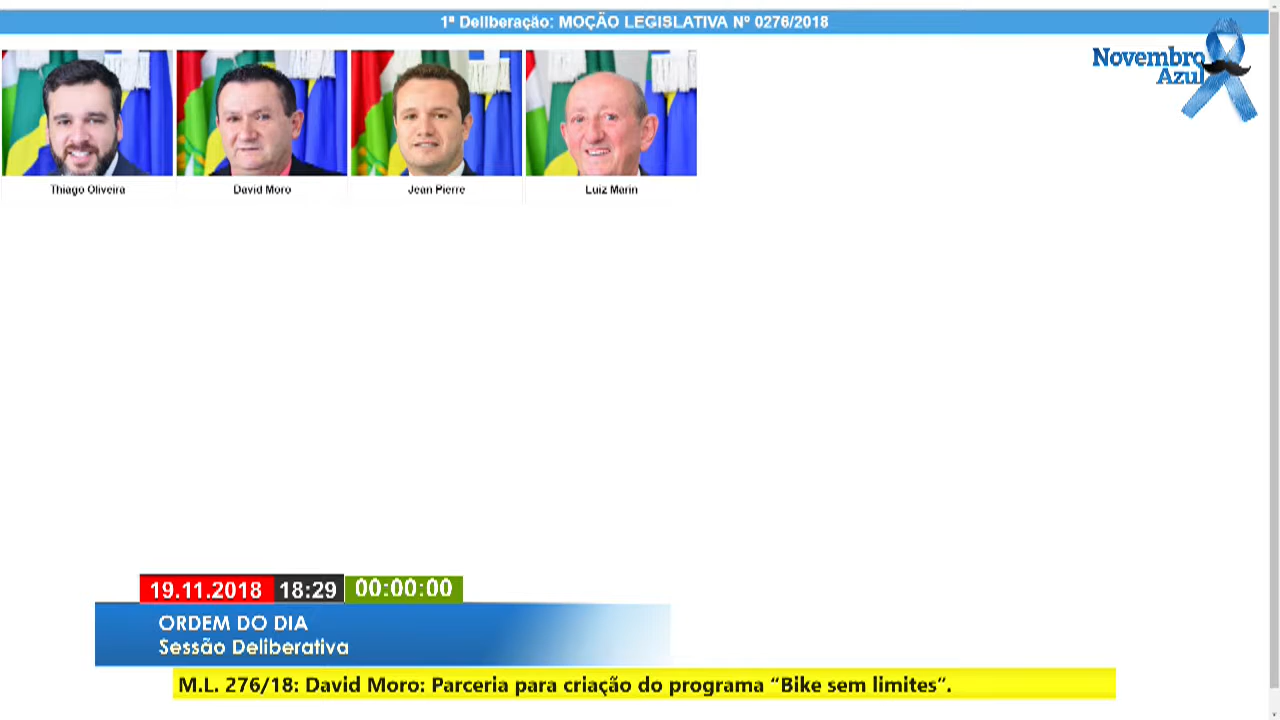 1ª Deliberação: MOÇÃO LEGISLATIVA Nº 0276/2018
Novembro
Azul
Thiago Oliveira
David Moro
Jean Pierre
Luiz Marin
19.11.2018 18:29 00:00:00
ORDEM DO DIA
Sessão Deliberativa
M.L. 276/18: David Moro: Parceria para criação do programa “Bike sem limites”.